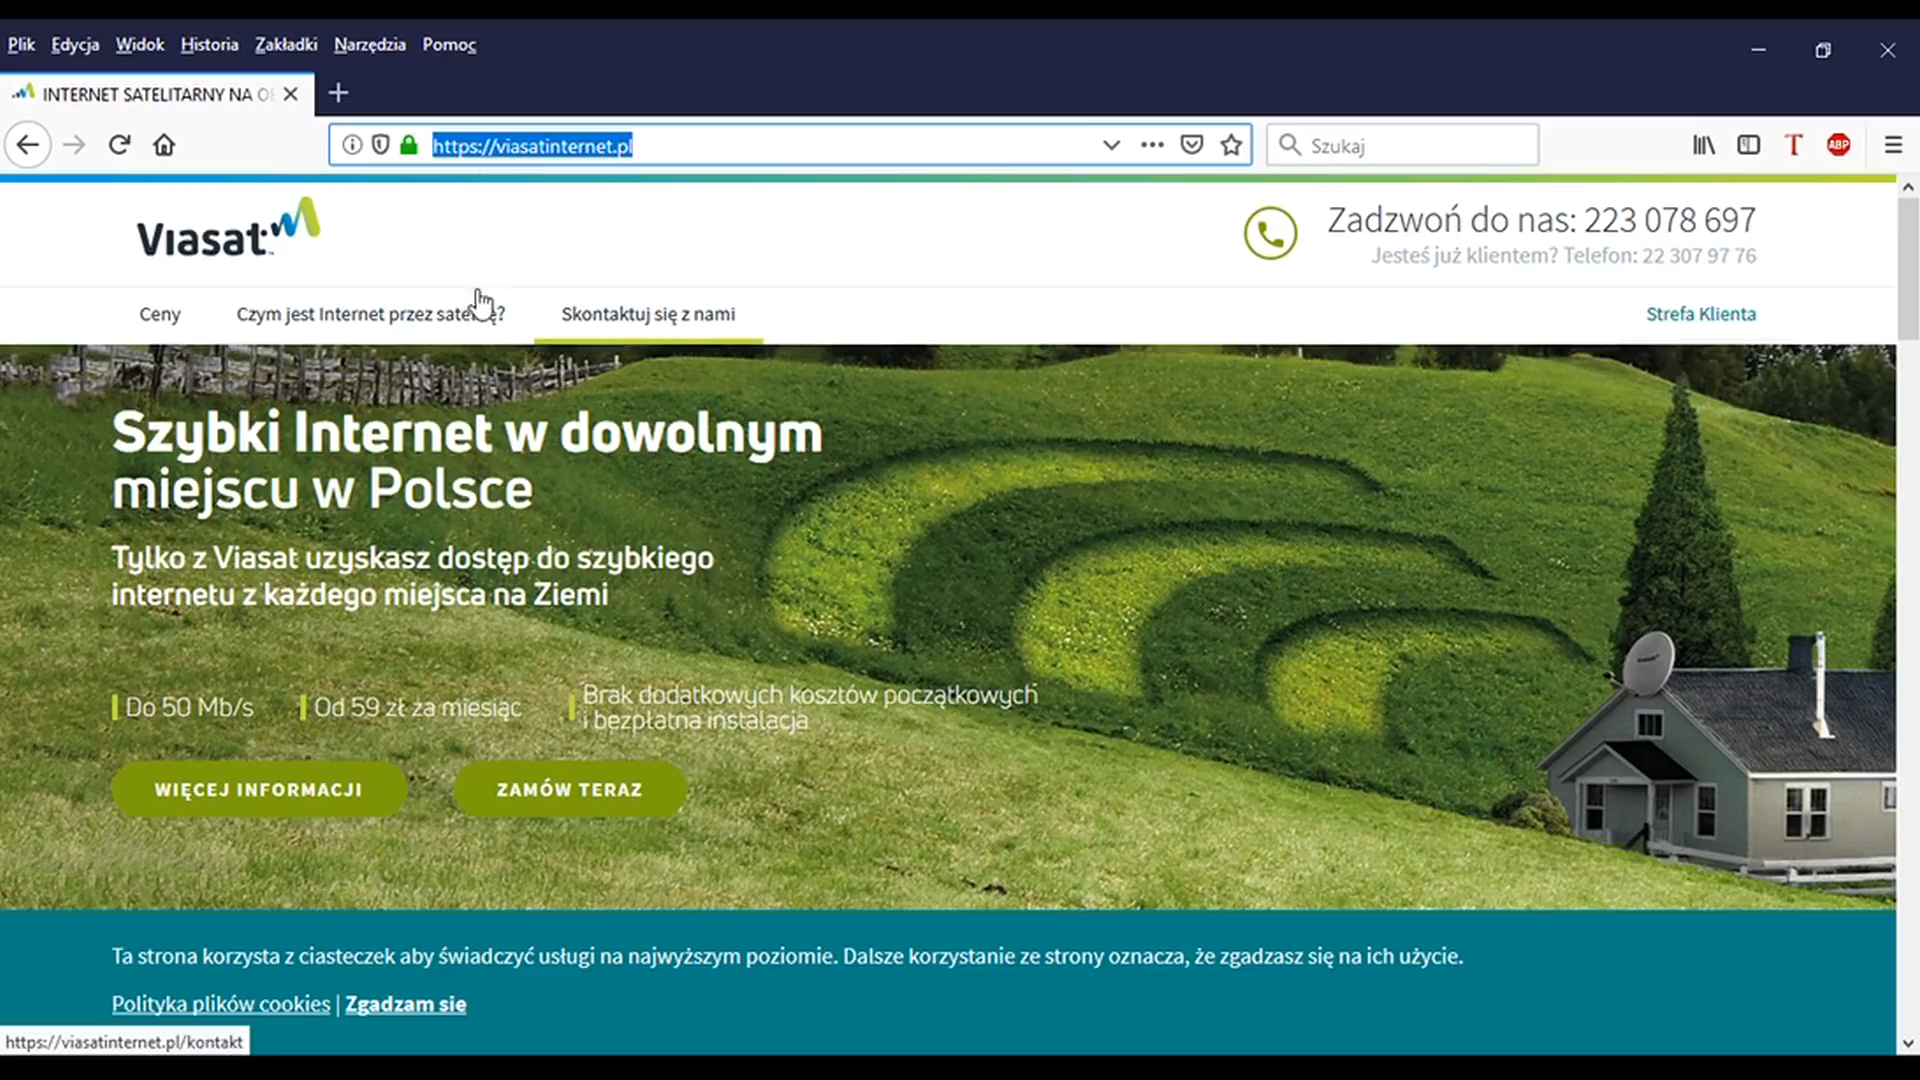 Plik Edycja Widok Historia Zakładki Narzędzia Pomoc
INTERNET SATELITARNY NA
https://viasatinternet.pl
Szukaj
T
ABP
Viasat
Zadzwoń do nas: 223 078 697
Jesteś już klientem? Telefon: 22 307 97 76
Ceny
Czym jest Internet przez
Skontaktuj się z nami
Strefa Klienta
Szybki Internet w dowolnym
miejscu w Polsce
Tylko z Viasat uzyskasz dostęp do szybkiego
internetu z każdego miejsca na Ziemi
Do 50 Mb/s
Od 59 zł za miesiąc
Brak dodatkowych kosztów początkowych
i bezpłatna instalacja
WIĘCEJ INFORMACJI
ZAMÓW TERAZ
Ta strona korzysta z ciasteczek aby świadczyć usługi na najwyższym poziomie. Dalsze korzystanie ze strony oznacza, że zgadzasz się na ich użycie.
Polityka plików cookies | Zgadzam się
https://viasatinternet.pl/kontakt